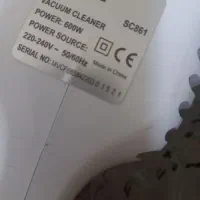 VACUUM CLEANER
SC861
POWER: 600W
POWER SOURCE:
220-240V ~ 50/60Hz
CE
Made in China
SERIAL NO: